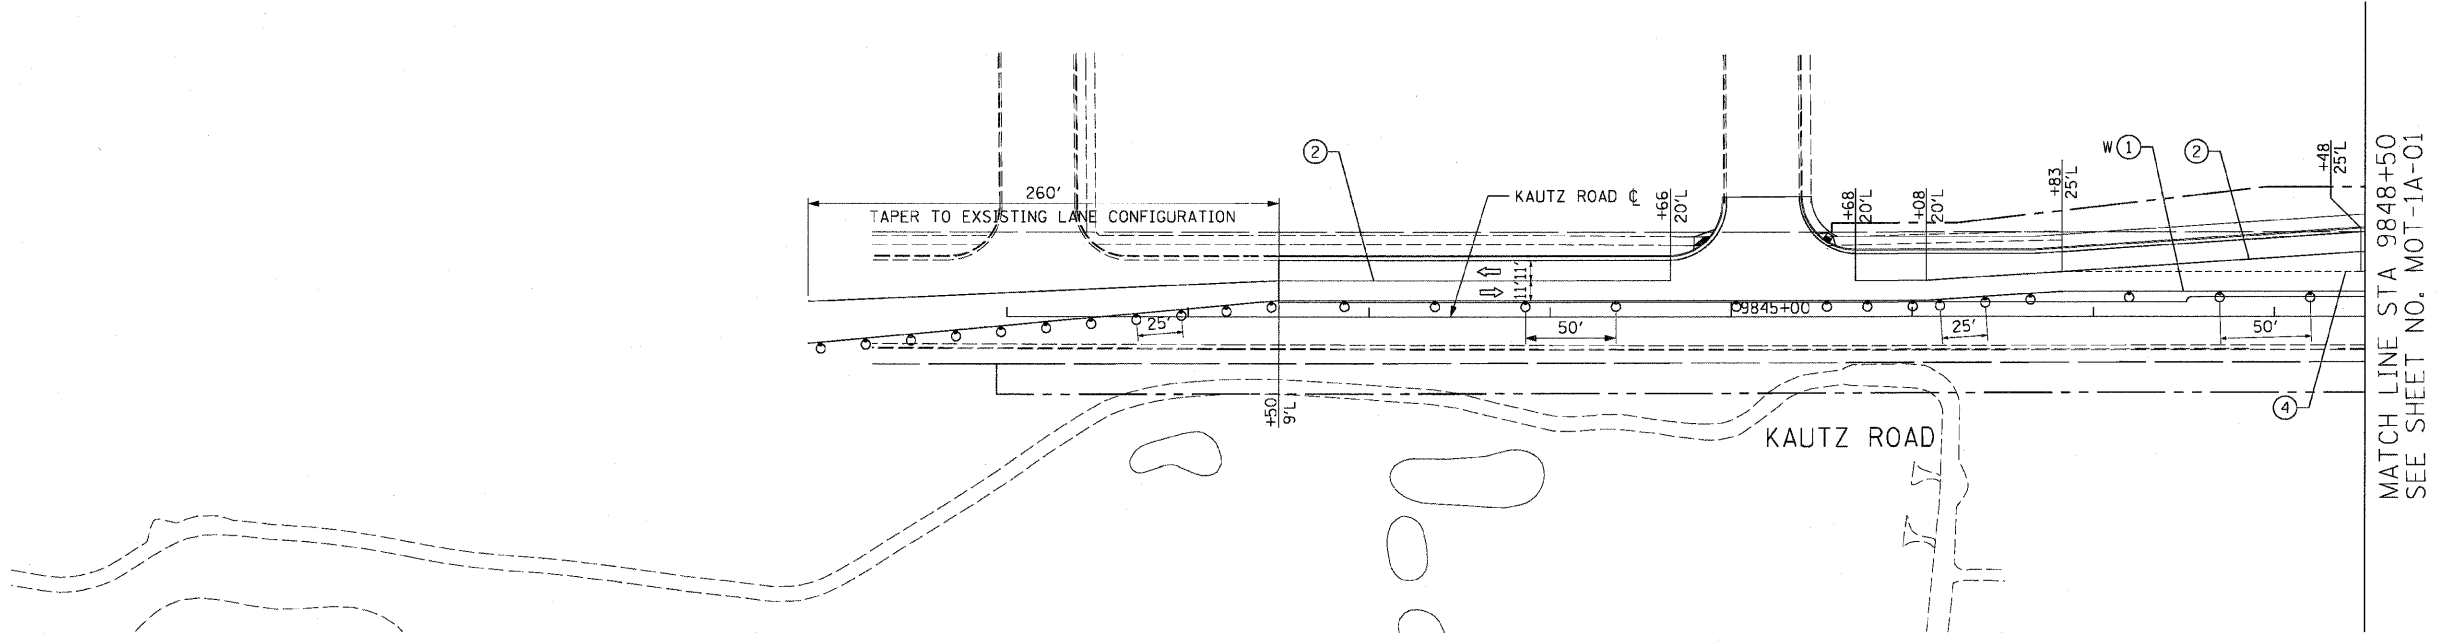 260'
TAPER TO EXSISTING LANE CONFIGURATION
2
KAUTZ ROAD ℄
+66
20'L
+68
20'L
+08
20'L
+83
25'L
W 1
2
+48
25'L
11'
11'
9845+00
25'
50'
25'
50'
+50
9'L
4
KAUTZ ROAD
MATCH LINE STA 9848+50
SEE SHEET NO. MOT-1A-01